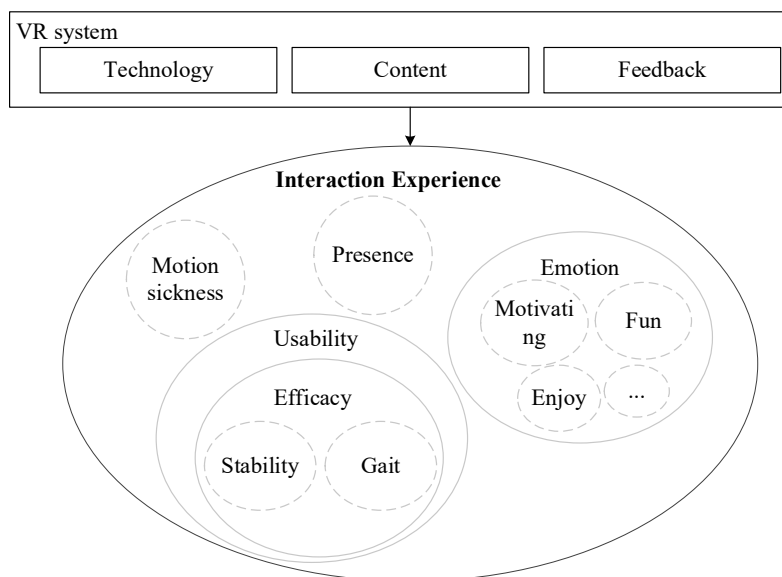 VR system
Technology
Content
Feedback
Interaction Experience
Motion
sickness
Presence
Emotion
Motivati
ng
Fun
Enjoy
...
Usability
Efficacy
Stability
Gait